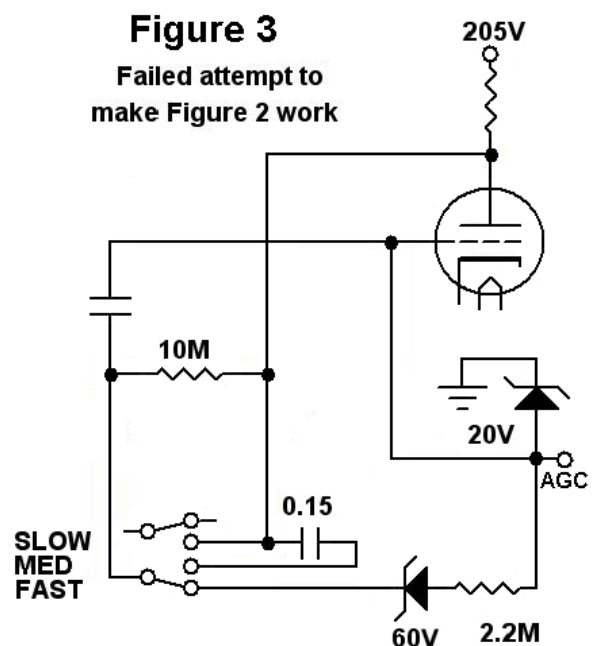 Figure 3
Failed attempt to
make Figure 2 work
205V
10M
20V
AGC
0.15
SLOW
MED
FAST
60V
2.2M